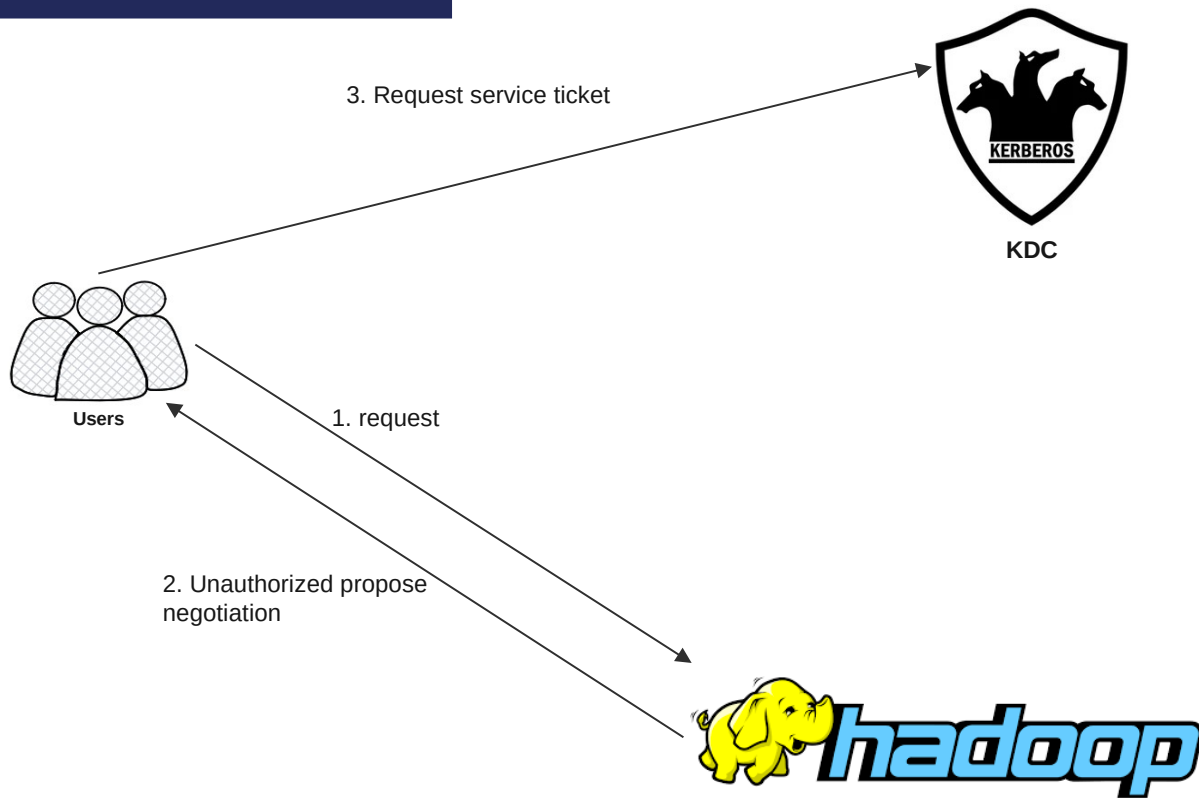 3. Request service ticket
KERBEROS
KDC
Users
1. request
2. Unauthorized propose
negotiation
hadoop